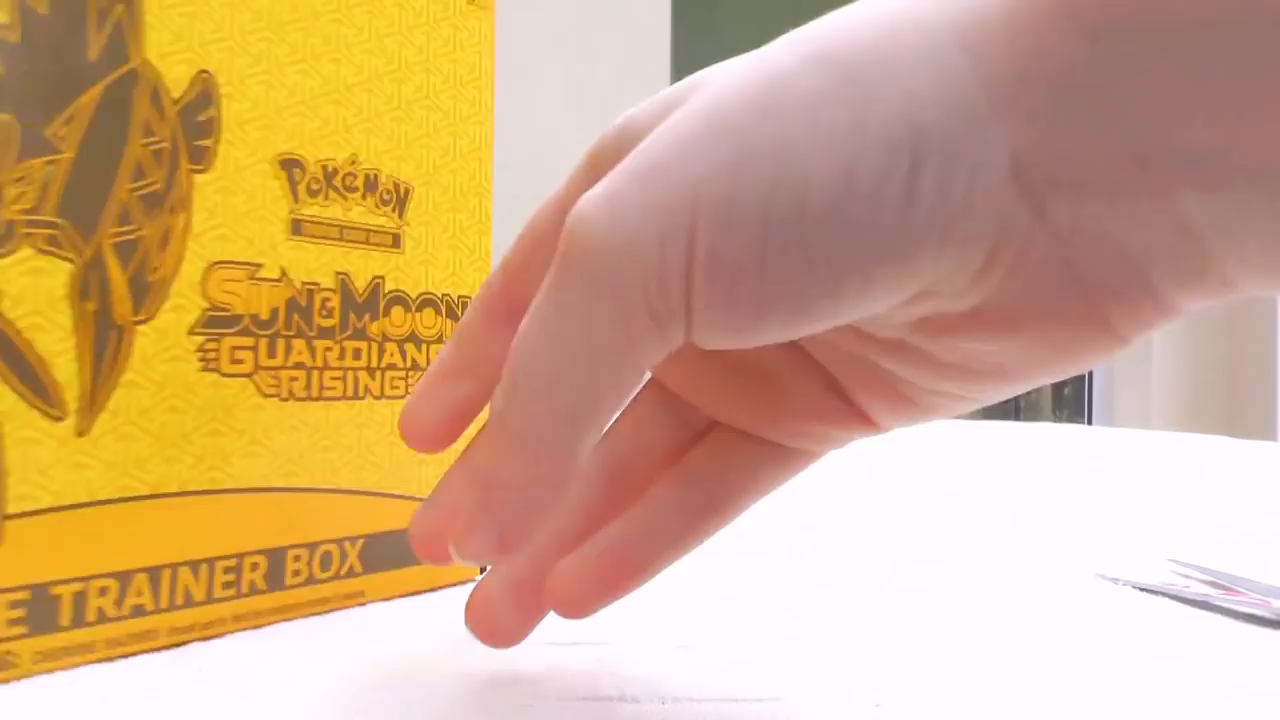 POKéMON
SUN & MOON
GUARDIANS
RISING
E TRAINER BOX